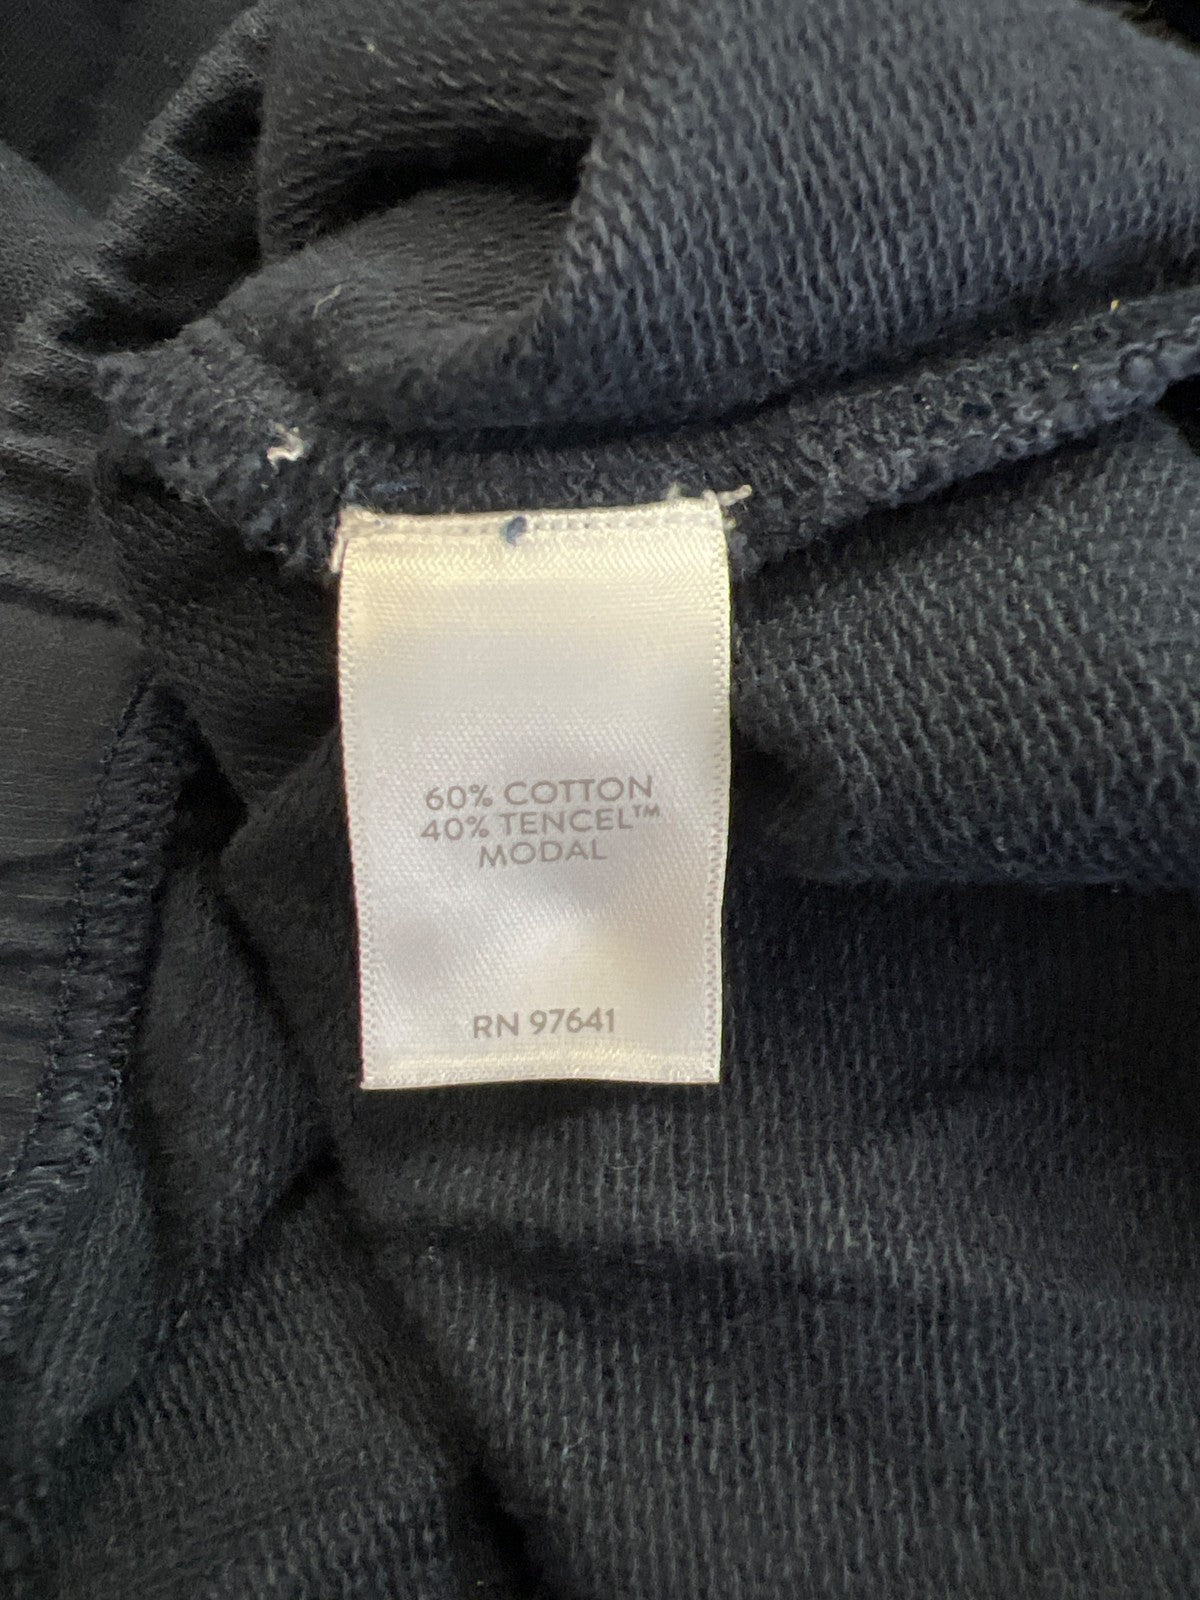 60% COTTON
40% TENCEL™
MODAL
RN 97641